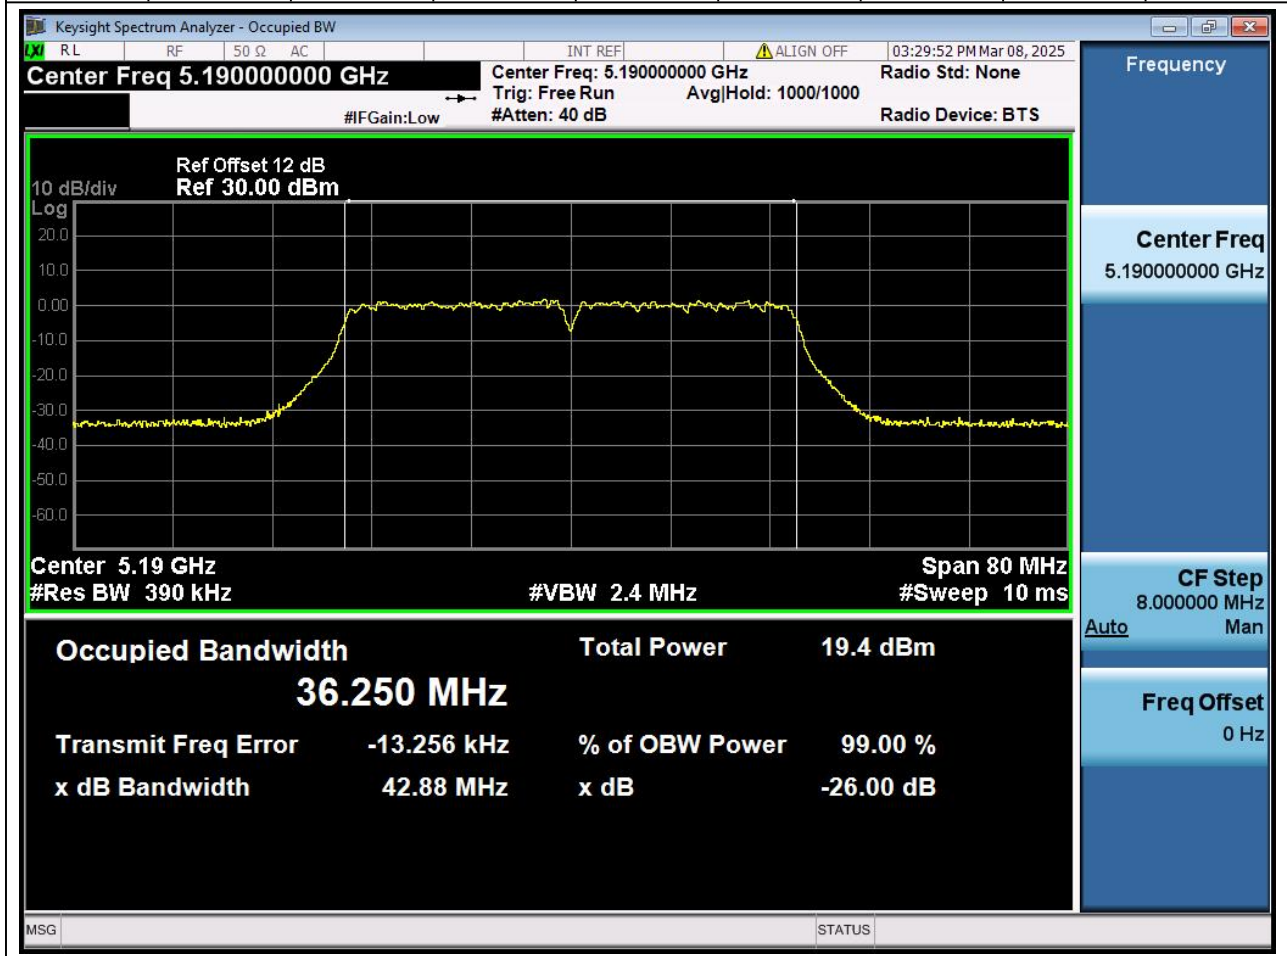 Keysight Spectrum Analyzer - Occupied BW
LXI RL RF 50 Ω AC INT REF ALIGN OFF 03:29:52 PM Mar 08, 2025
Center Freq 5.190000000 GHz
Center Freq: 5.190000000 GHz
Radio Std: None
Trig: Free Run Avg|Hold: 1000/1000
#IFGain:Low
#Atten: 40 dB
Radio Device: BTS
Ref Offset 12 dB
10 dB/div Ref 30.00 dBm
Log
20.0
10.0
0.00
-10.0
-20.0
-30.0
-40.0
-50.0
-60.0
Center 5.19 GHz Span 80 MHz
#Res BW 390 kHz #VBW 2.4 MHz #Sweep 10 ms
Occupied Bandwidth Total Power 19.4 dBm
36.250 MHz
Transmit Freq Error -13.256 kHz % of OBW Power 99.00 %
x dB Bandwidth 42.88 MHz x dB -26.00 dB
Frequency
Center Freq
5.190000000 GHz
CF Step
8.000000 MHz
Auto Man
Freq Offset
0 Hz
MSG STATUS